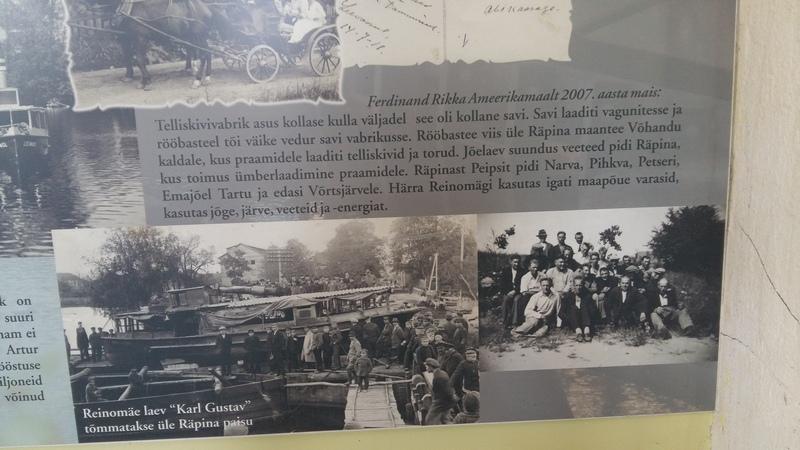 Ferdinand Rikka Ameerikamaalt 2007. aasta mais:
Telliskivivabrik asus kollase kulla väljadel see oli kollane savi. Savi laaditi vagunitesse ja
rööbasteel tõi väike vedur savi vabrikusse. Rööbastee viis üle Räpina maantee Võhandu
kaldale, kus praamidele laaditi telliskivid ja torud. Jõelaev suundus veeteed pidi Räpina,
kus toimus ümberlaadimine praamidele. Räpinast Peipsit pidi Narva, Pihkva, Petseri,
Emajõel Tartu ja edasi Võrtsjärvele. Härra Reinomägi kasutas igati maapõue varasid,
kasutas jõge, järve, veeteid ja -energiat.
k on
suuri
nam ei
Artur
ööstuse
iljoneid
võinud
Reinomäe laev “Karl Gustav”
tõmmatakse üle Räpina paisu